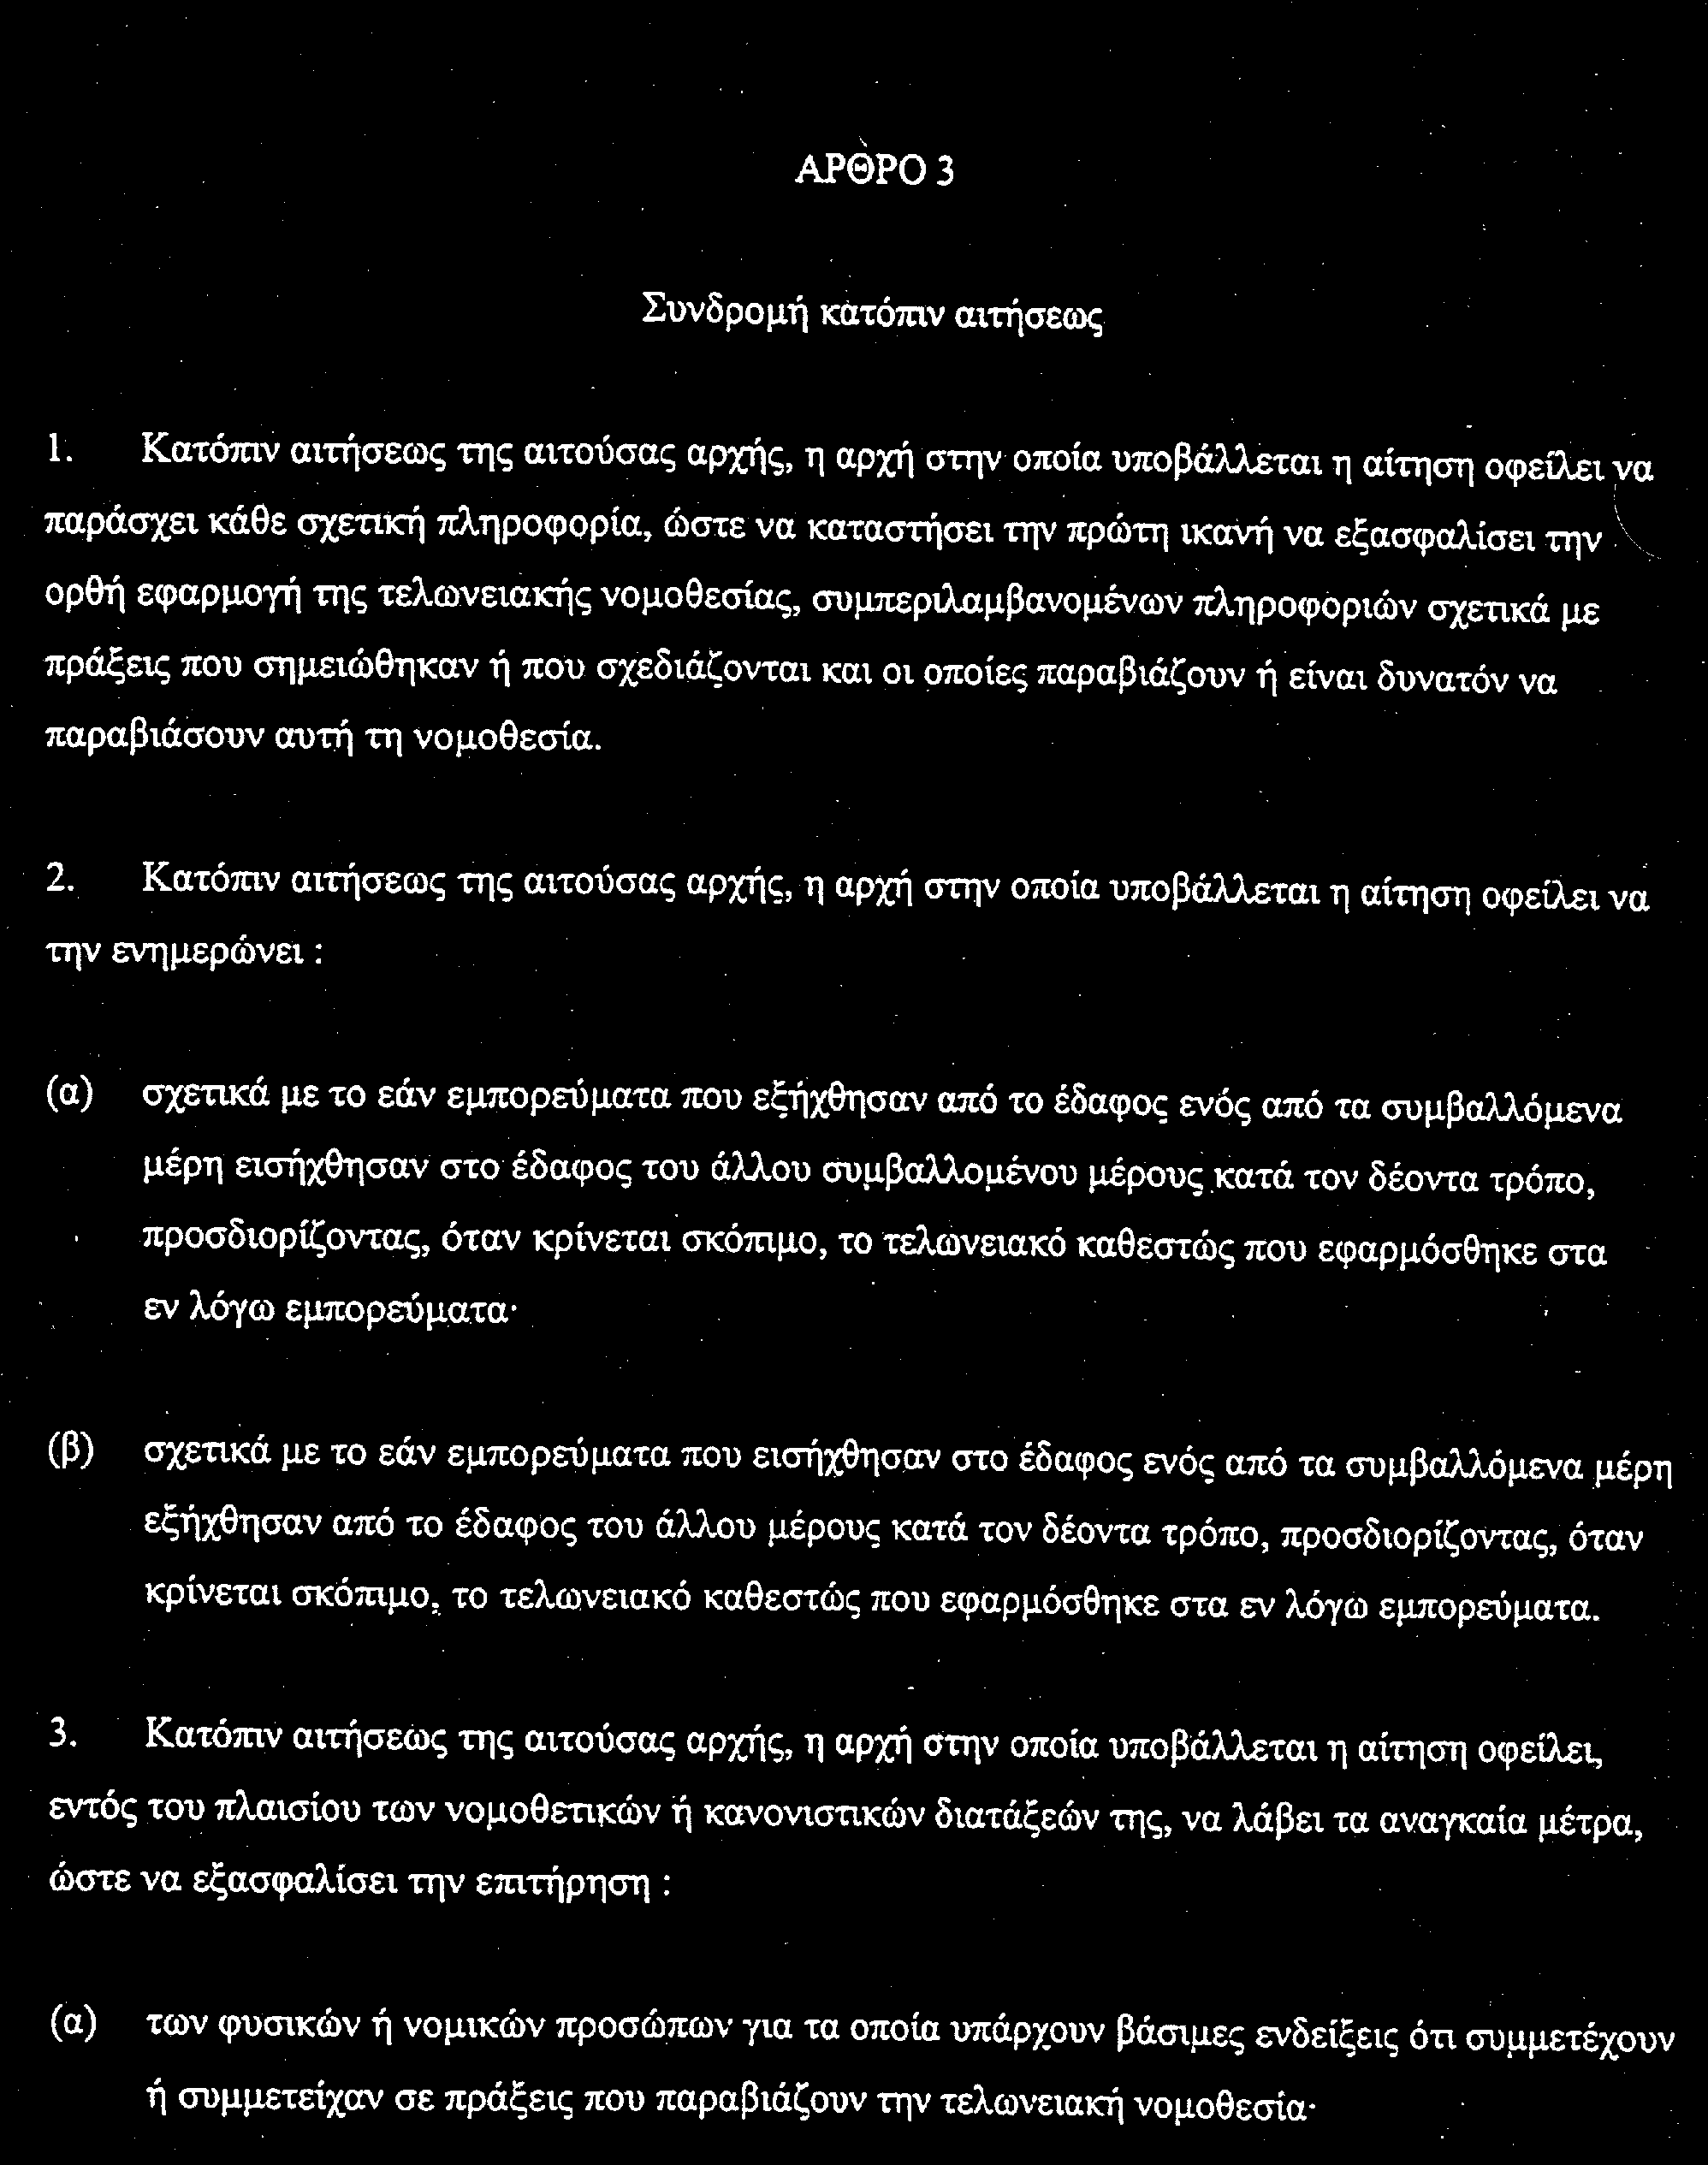 ΑΡΘΡΟ 3
Συνδρομή κατόπιν αιτήσεως
1. Κατόπιν αιτήσεως της αιτούσας αρχής, η αρχή στην οποία υποβάλλεται η αίτηση οφείλει να
παράσχει κάθε σχετική πληροφορία, ώστε να καταστήσει την πρώτη ικανή να εξασφαλίσει την
ορθή εφαρμογή της τελωνειακής νομοθεσίας, συμπεριλαμβανομένων πληροφοριών σχετικά με
πράξεις που σημειώθηκαν ή που σχεδιάζονται και οι οποίες παραβιάζουν ή είναι δυνατόν να
παραβιάσουν αυτή τη νομοθεσία.
2. Κατόπιν αιτήσεως της αιτούσας αρχής, η αρχή στην οποία υποβάλλεται η αίτηση οφείλει να
την ενημερώνει :
(α) σχετικά με το εάν εμπορεύματα που εξήχθησαν από το έδαφος ενός από τα συμβαλλόμενα
μέρη εισήχθησαν στο έδαφος του άλλου συμβαλλομένου μέρους κατά τον δέοντα τρόπο,
προσδιορίζοντας, όταν κρίνεται σκόπιμο, το τελωνειακό καθεστώς που εφαρμόσθηκε στα
εν λόγω εμπορεύματα·
(β) σχετικά με το εάν εμπορεύματα που εισήχθησαν στο έδαφος ενός από τα συμβαλλόμενα μέρη
εξήχθησαν από το έδαφος του άλλου μέρους κατά τον δέοντα τρόπο, προσδιορίζοντας, όταν
κρίνεται σκόπιμο, το τελωνειακό καθεστώς που εφαρμόσθηκε στα εν λόγω εμπορεύματα.
3. Κατόπιν αιτήσεως της αιτούσας αρχής, η αρχή στην οποία υποβάλλεται η αίτηση οφείλει,
εντός του πλαισίου των νομοθετικών ή κανονιστικών διατάξεών της, να λάβει τα αναγκαία μέτρα,
ώστε να εξασφαλίσει την επιτήρηση :
(α) των φυσικών ή νομικών προσώπων για τα οποία υπάρχουν βάσιμες ενδείξεις ότι συμμετέχουν
ή συμμετείχαν σε πράξεις που παραβιάζουν την τελωνειακή νομοθεσία·